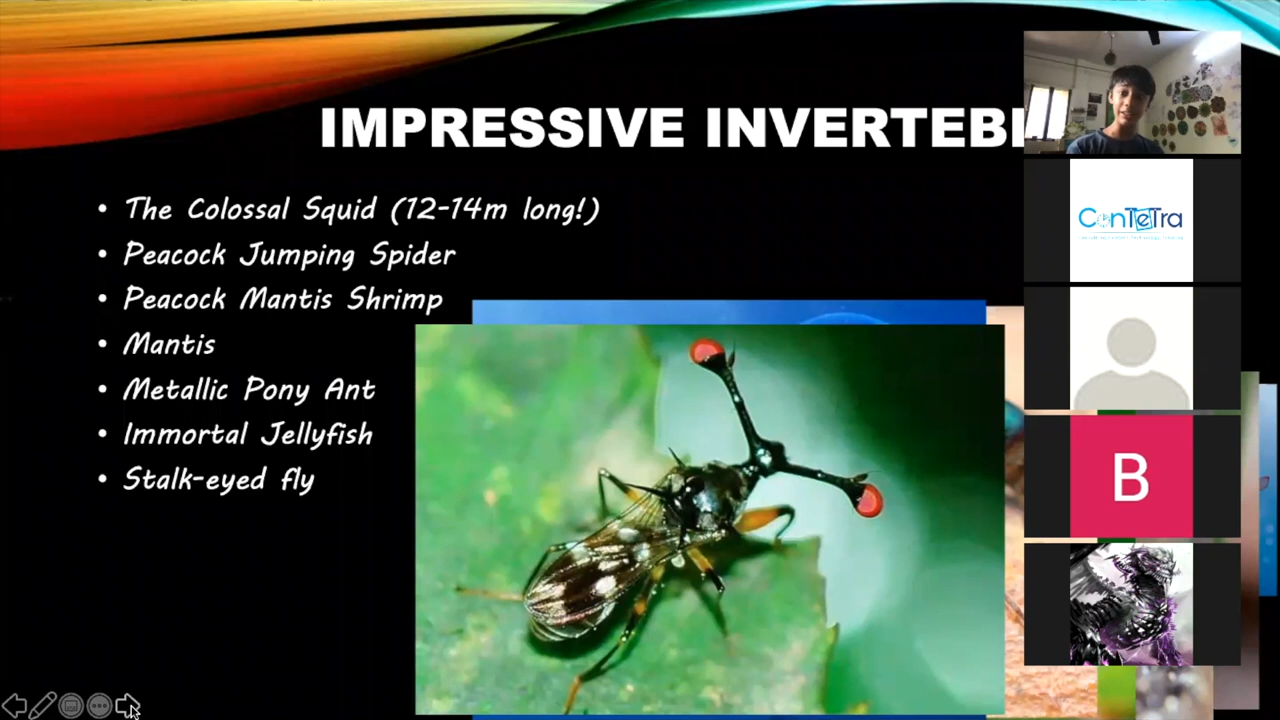 IMPRESSIVE INVERTEB
• The Colossal Squid (12-14m long!)
• Peacock Jumping Spider
• Peacock Mantis Shrimp
• Mantis
• Metallic Pony Ant
• Immortal Jellyfish
• Stalk-eyed fly
ConTeTra
B